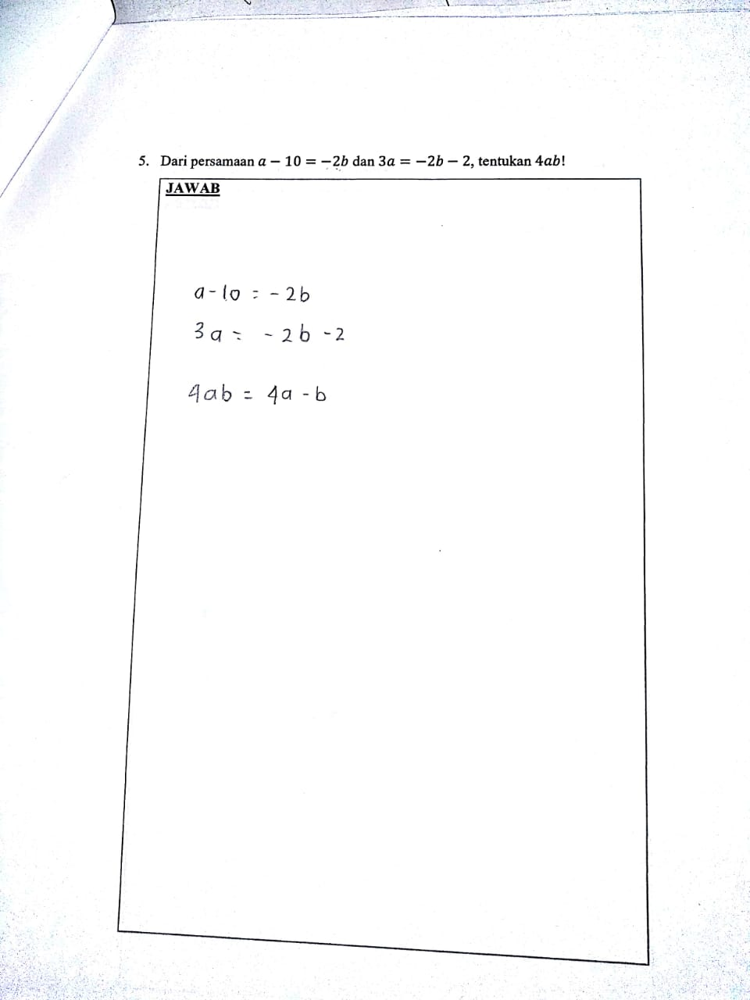 5. Dari persamaan a − 10 = −2b dan 3a = −2b − 2, tentukan 4ab!
JAWAB
a - 10 = - 2b
3a = - 2b - 2
4ab = 4a - b